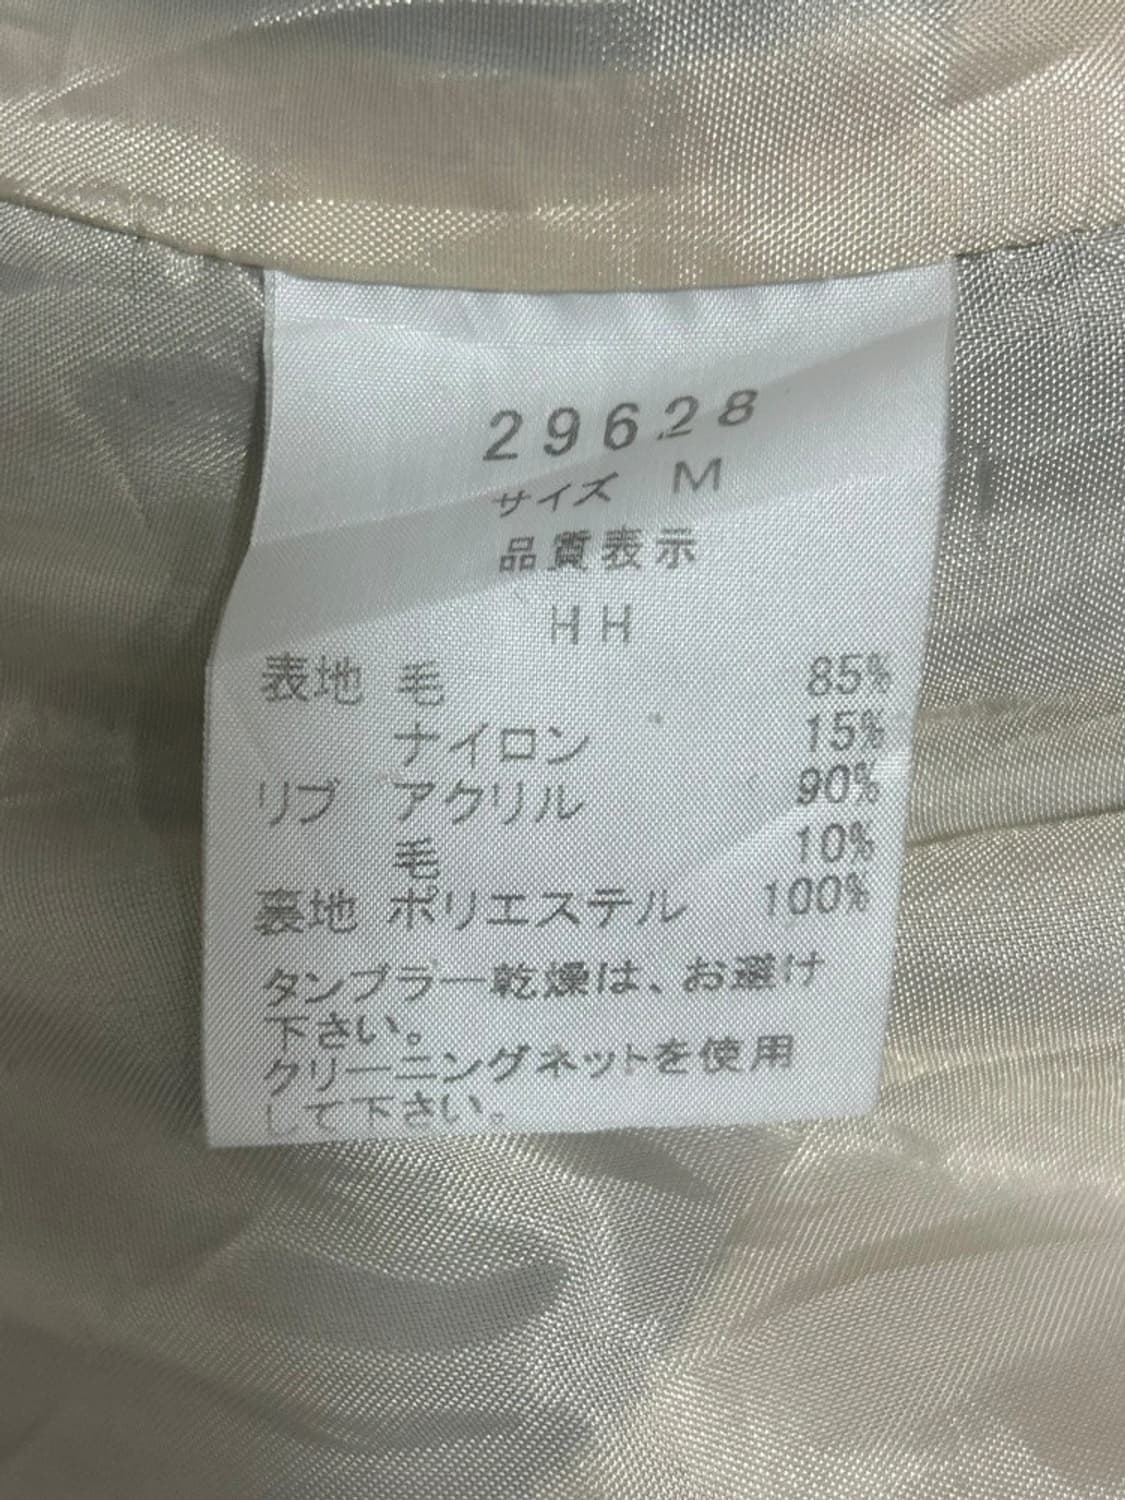 29628
サイズ M
品質表示
HH
表地 毛 85%
ナイロン 15%
リブ アクリル 90%
毛 10%
裏地 ポリエステル 100%
タンブラー乾燥は、お避け
下さい。
クリーニングネットを使用
して下さい。